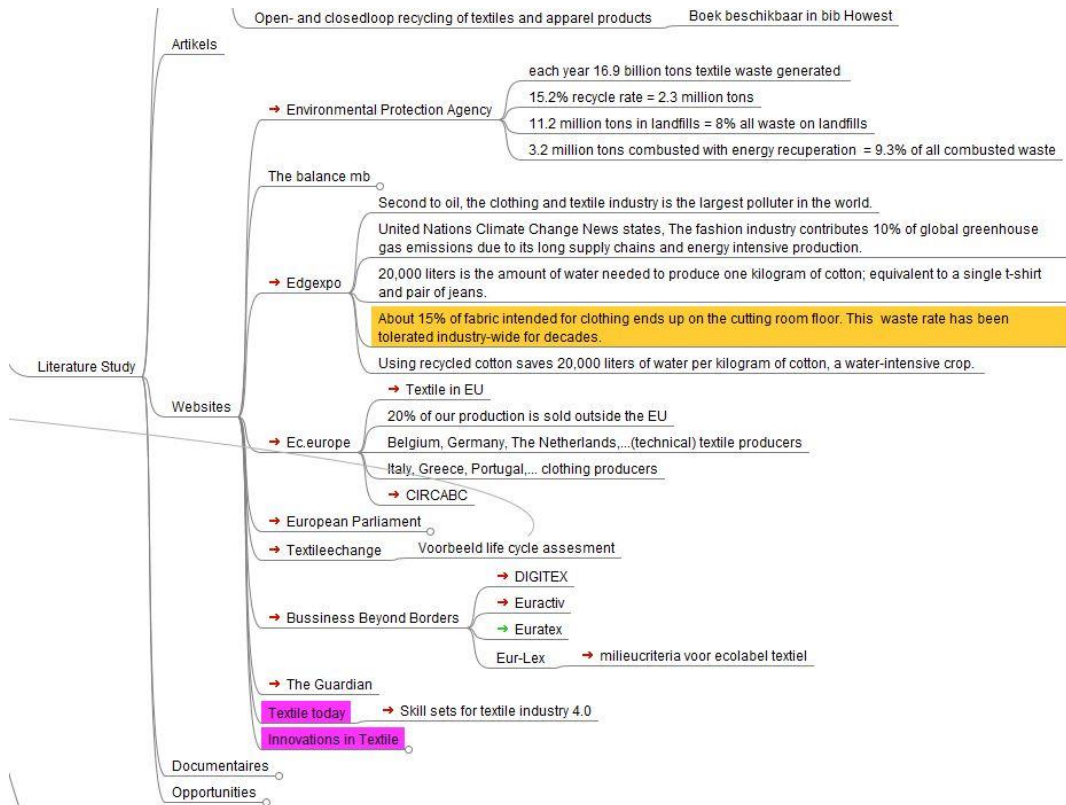 Open- and closedloop recycling of textiles and apparel products
Boek beschikbaar in bib Howest
Artikels
Environmental Protection Agency
each year 16.9 billion tons textile waste generated
15.2% recycle rate = 2.3 million tons
11.2 million tons in landfills = 8% all waste on landfills
3.2 million tons combusted with energy recuperation = 9.3% of all combusted waste
The balance mb
Edgexpo
Second to oil, the clothing and textile industry is the largest polluter in the world.
United Nations Climate Change News states, The fashion industry contributes 10% of global greenhouse
gas emissions due to its long supply chains and energy intensive production.
20,000 liters is the amount of water needed to produce one kilogram of cotton; equivalent to a single t-shirt
and pair of jeans.
About 15% of fabric intended for clothing ends up on the cutting room floor. This waste rate has been
tolerated industry-wide for decades.
Using recycled cotton saves 20,000 liters of water per kilogram of cotton, a water-intensive crop.
Literature Study
Websites
Ec.europe
Textile in EU
20% of our production is sold outside the EU
Belgium, Germany, The Netherlands,...(technical) textile producers
Italy, Greece, Portugal,... clothing producers
CIRCABC
European Parliament
Textileechange
Voorbeeld life cycle assesment
Bussiness Beyond Borders
DIGITEX
Euractiv
Euratex
Eur-Lex
milieucriteria voor ecolabel textiel
The Guardian
Textile today
Skill sets for textile industry 4.0
Innovations in Textile
Documentaires
Opportunities